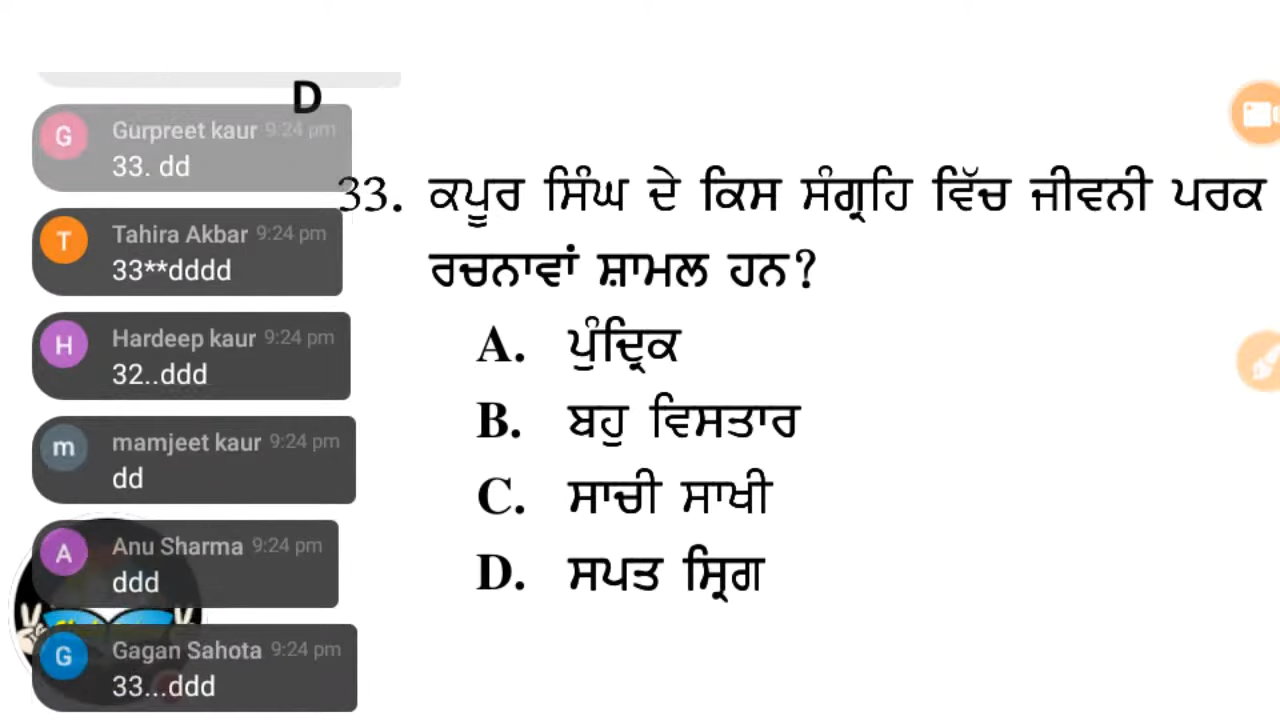 D
Gurpreet kaur 9:24 pm
33. dd
Tahira Akbar 9:24 pm
33**dddd
Hardeep kaur 9:24 pm
32..ddd
mamjeet kaur 9:24 pm
dd
Anu Sharma 9:24 pm
ddd
Gagan Sahota 9:24 pm
33...ddd
33. ਕਪੂਰ ਸਿੰਘ ਦੇ ਕਿਸ ਸੰਗ੍ਰਹਿ ਵਿੱਚ ਜੀਵਨੀ ਪਰਕ
ਰਚਨਾਵਾਂ ਸ਼ਾਮਲ ਹਨ?
A. ਪੁੰਦ੍ਰਿਕ
B. ਬਹੁ ਵਿਸਤਾਰ
C. ਸਾਚੀ ਸਾਖੀ
D. ਸਪਤ ਸ੍ਰਿਗ